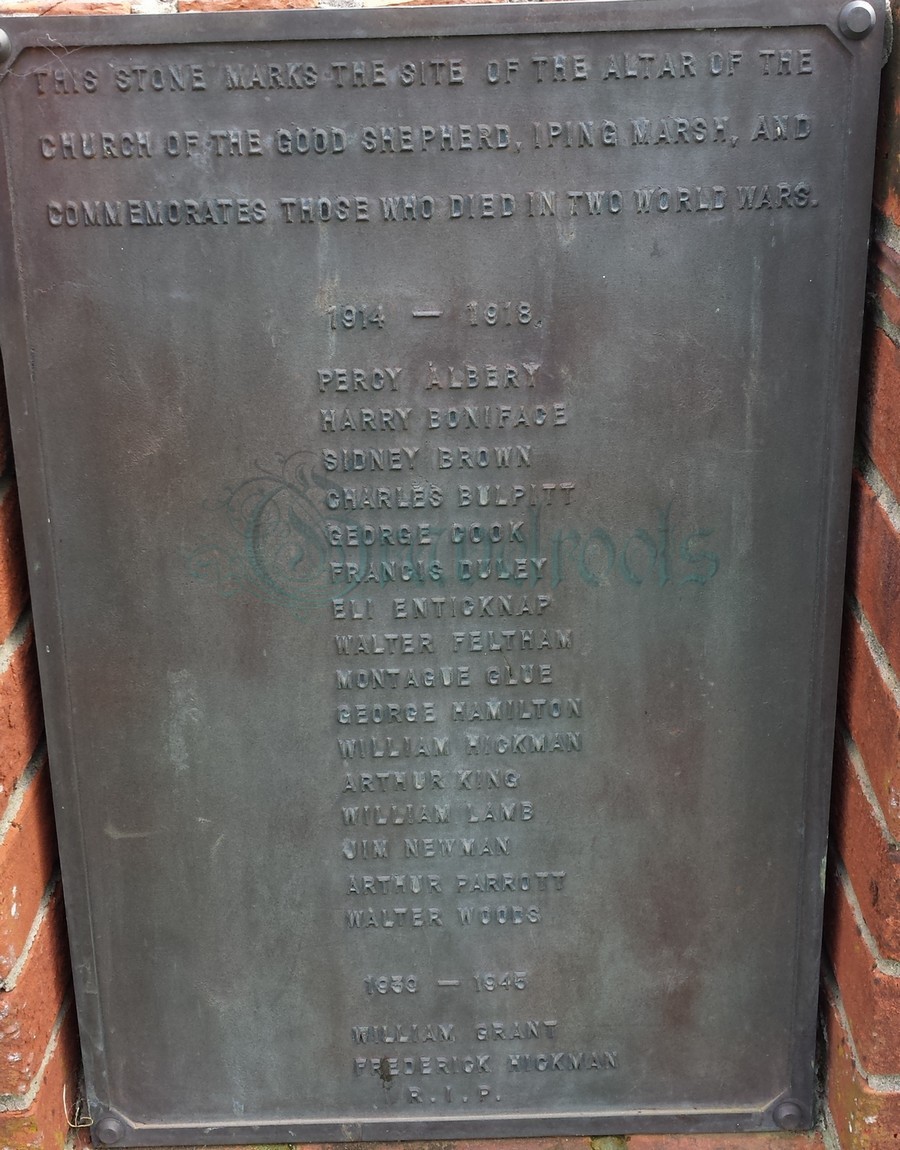 THIS STONE MARKS THE SITE OF THE ALTAR OF THE
CHURCH OF THE GOOD SHEPHERD, IPING MARSH, AND
COMMEMORATES THOSE WHO DIED IN TWO WORLD WARS.
1914 — 1918.
PERCY ALBERY
HARRY BONIFACE
SIDNEY BROWN
CHARLES BULPITT
GEORGE COOK
FRANCIS DULEY
ELI ENTICKNAP
WALTER FELTHAM
MONTAGUE GLUE
GEORGE HAMILTON
WILLIAM HICKMAN
ARTHUR KING
WILLIAM LAMB
JIM NEWMAN
ARTHUR PARROTT
WALTER WOODS
1939 — 1945
WILLIAM GRANT
FREDERICK HICKMAN
R.I.P.